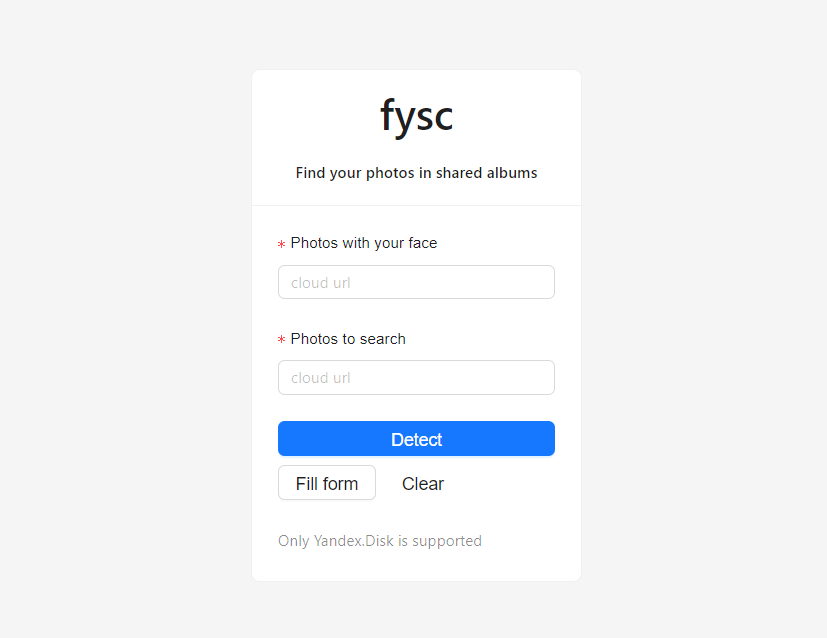 fysc
Find your photos in shared albums
* Photos with your face
cloud url
* Photos to search
cloud url
Detect
Fill form Clear
Only Yandex.Disk is supported